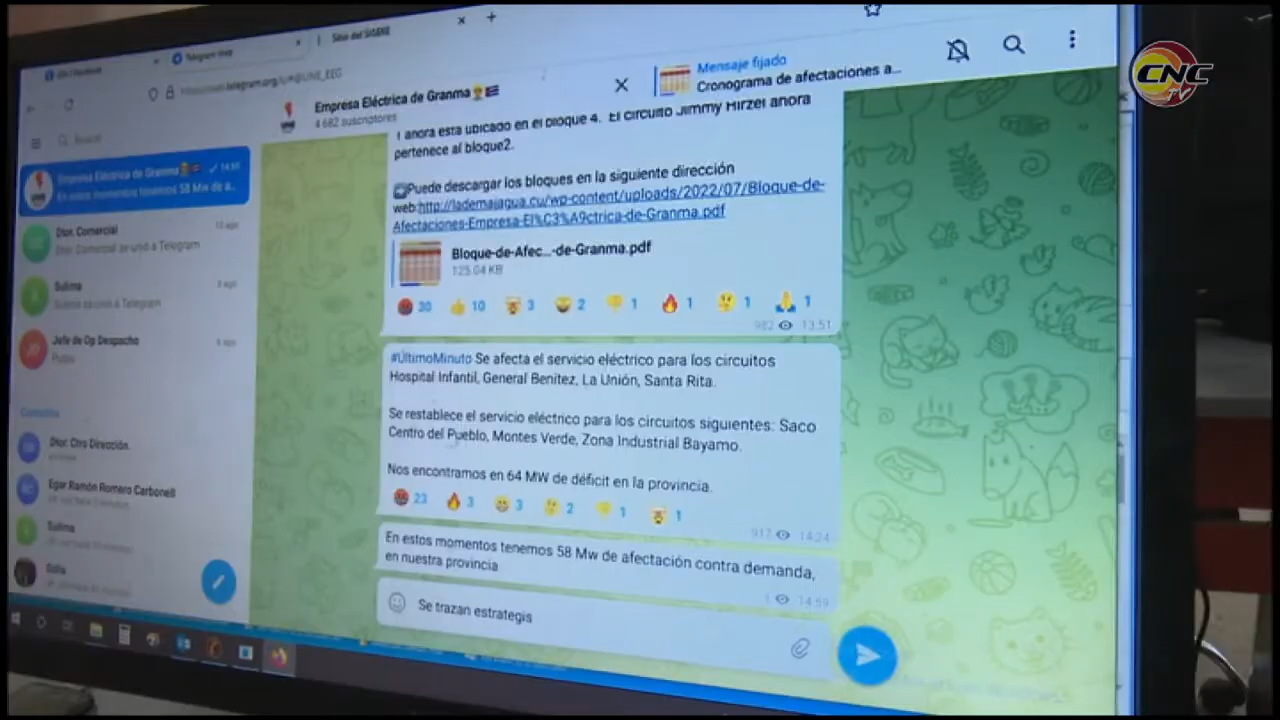 CNC
TV
Telegram Web
Sitio del SIMENE
telegram.org/k/#@UNE_EEG
Empresa Eléctrica de Granma
4 682 suscriptores
Mensaje fijado
Cronograma de afectaciones a...
Empresa Eléctrica de Granma
14:59
En estos momentos tenemos 58 Mw de a...
Dtor. Comercial
Dtor. Comercial se unió a Telegram
Sulima
Sulima se unió a Telegram
Jefe de Op Despacho
Dtor. Ctro Dirección.
Egar Ramón Romero Carbonell
Sulima
1 ahora está ubicado en el bloque 4. El circuito Jimmy Hirzel ahora
pertenece al bloque2.
Puede descargar los bloques en la siguiente dirección
web:http://lademajagua.cu/wp-content/uploads/2022/07/Bloque-de-
Afectaciones-Empresa-El%C3%A9ctrica-de-Granma.pdf
Bloque-de-Afec...-de-Granma.pdf
125.04 KB
30 10 3 2 1 1 1 1
982 13:51
#ÚltimoMinuto Se afecta el servicio eléctrico para los circuitos
Hospital Infantil, General Benítez, La Unión, Santa Rita.
Se restablece el servicio eléctrico para los circuitos siguientes: Saco
Centro del Pueblo, Montes Verde, Zona Industrial Bayamo.
Nos encontramos en 64 MW de déficit en la provincia.
23 3 3 2 1 1
917 14:24
En estos momentos tenemos 58 Mw de afectación contra demanda,
en nuestra provincia
1 14:59
Se trazan estrategis